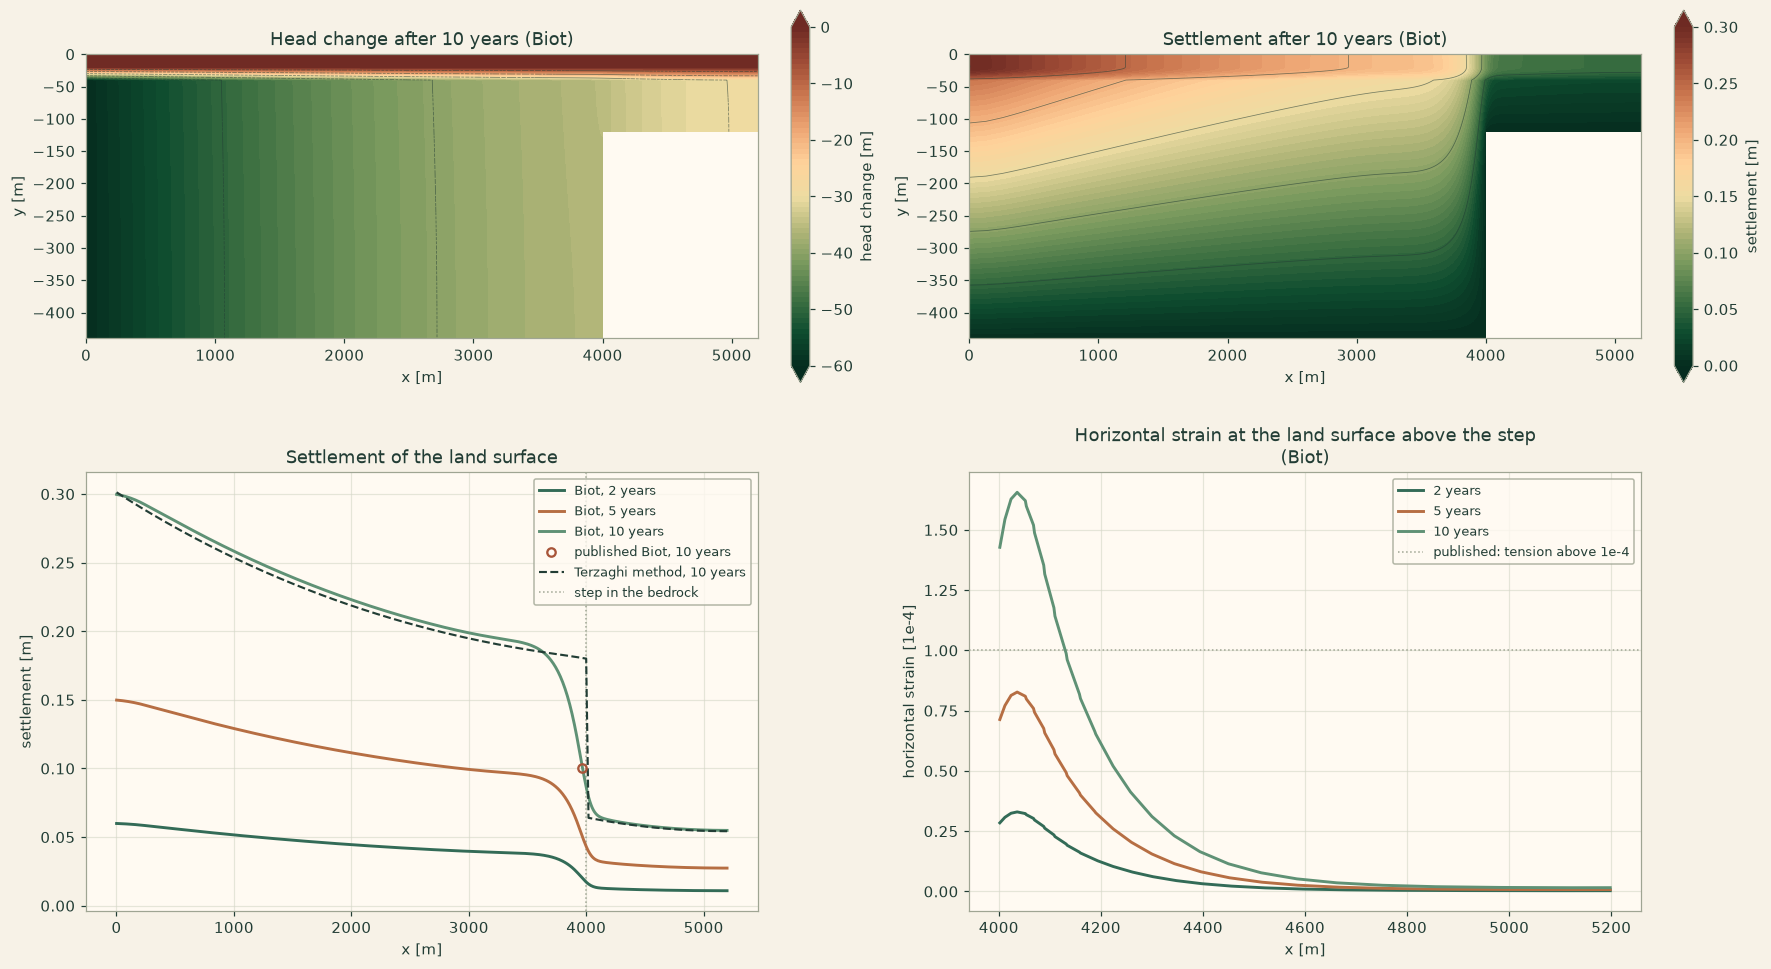 Head change after 10 years (Biot)
0
−50
−100
−150
−200
−250
−300
−350
−400
y [m]
0
1000
2000
3000
4000
5000
x [m]
0
−10
−20
−30
−40
−50
−60
head change [m]
Settlement after 10 years (Biot)
0
−50
−100
−150
−200
−250
−300
−350
−400
y [m]
0
1000
2000
3000
4000
5000
x [m]
0.30
0.25
0.20
0.15
0.10
0.05
0.00
settlement [m]
Settlement of the land surface
0.30
0.25
0.20
0.15
0.10
0.05
0.00
settlement [m]
0
1000
2000
3000
4000
5000
x [m]
Biot, 2 years
Biot, 5 years
Biot, 10 years
published Biot, 10 years
Terzaghi method, 10 years
step in the bedrock
Horizontal strain at the land surface above the step
(Biot)
1.50
1.25
1.00
0.75
0.50
0.25
0.00
horizontal strain [1e-4]
4000
4200
4400
4600
4800
5000
5200
x [m]
2 years
5 years
10 years
published: tension above 1e-4